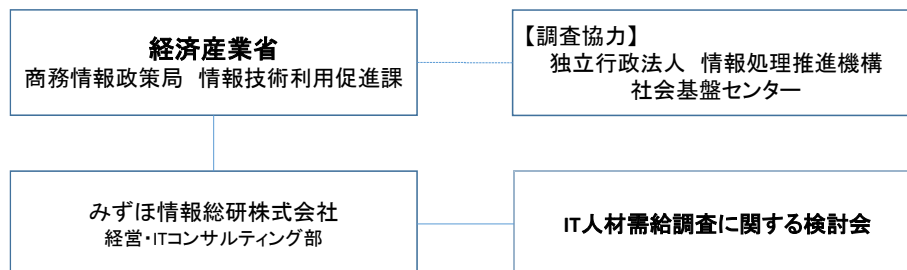 経済産業省
商務情報政策局　情報技術利用促進課
【調査協力】
独立行政法人　情報処理推進機構
社会基盤センター
みずほ情報総研株式会社
経営・ITコンサルティング部
IT人材需給調査に関する検討会